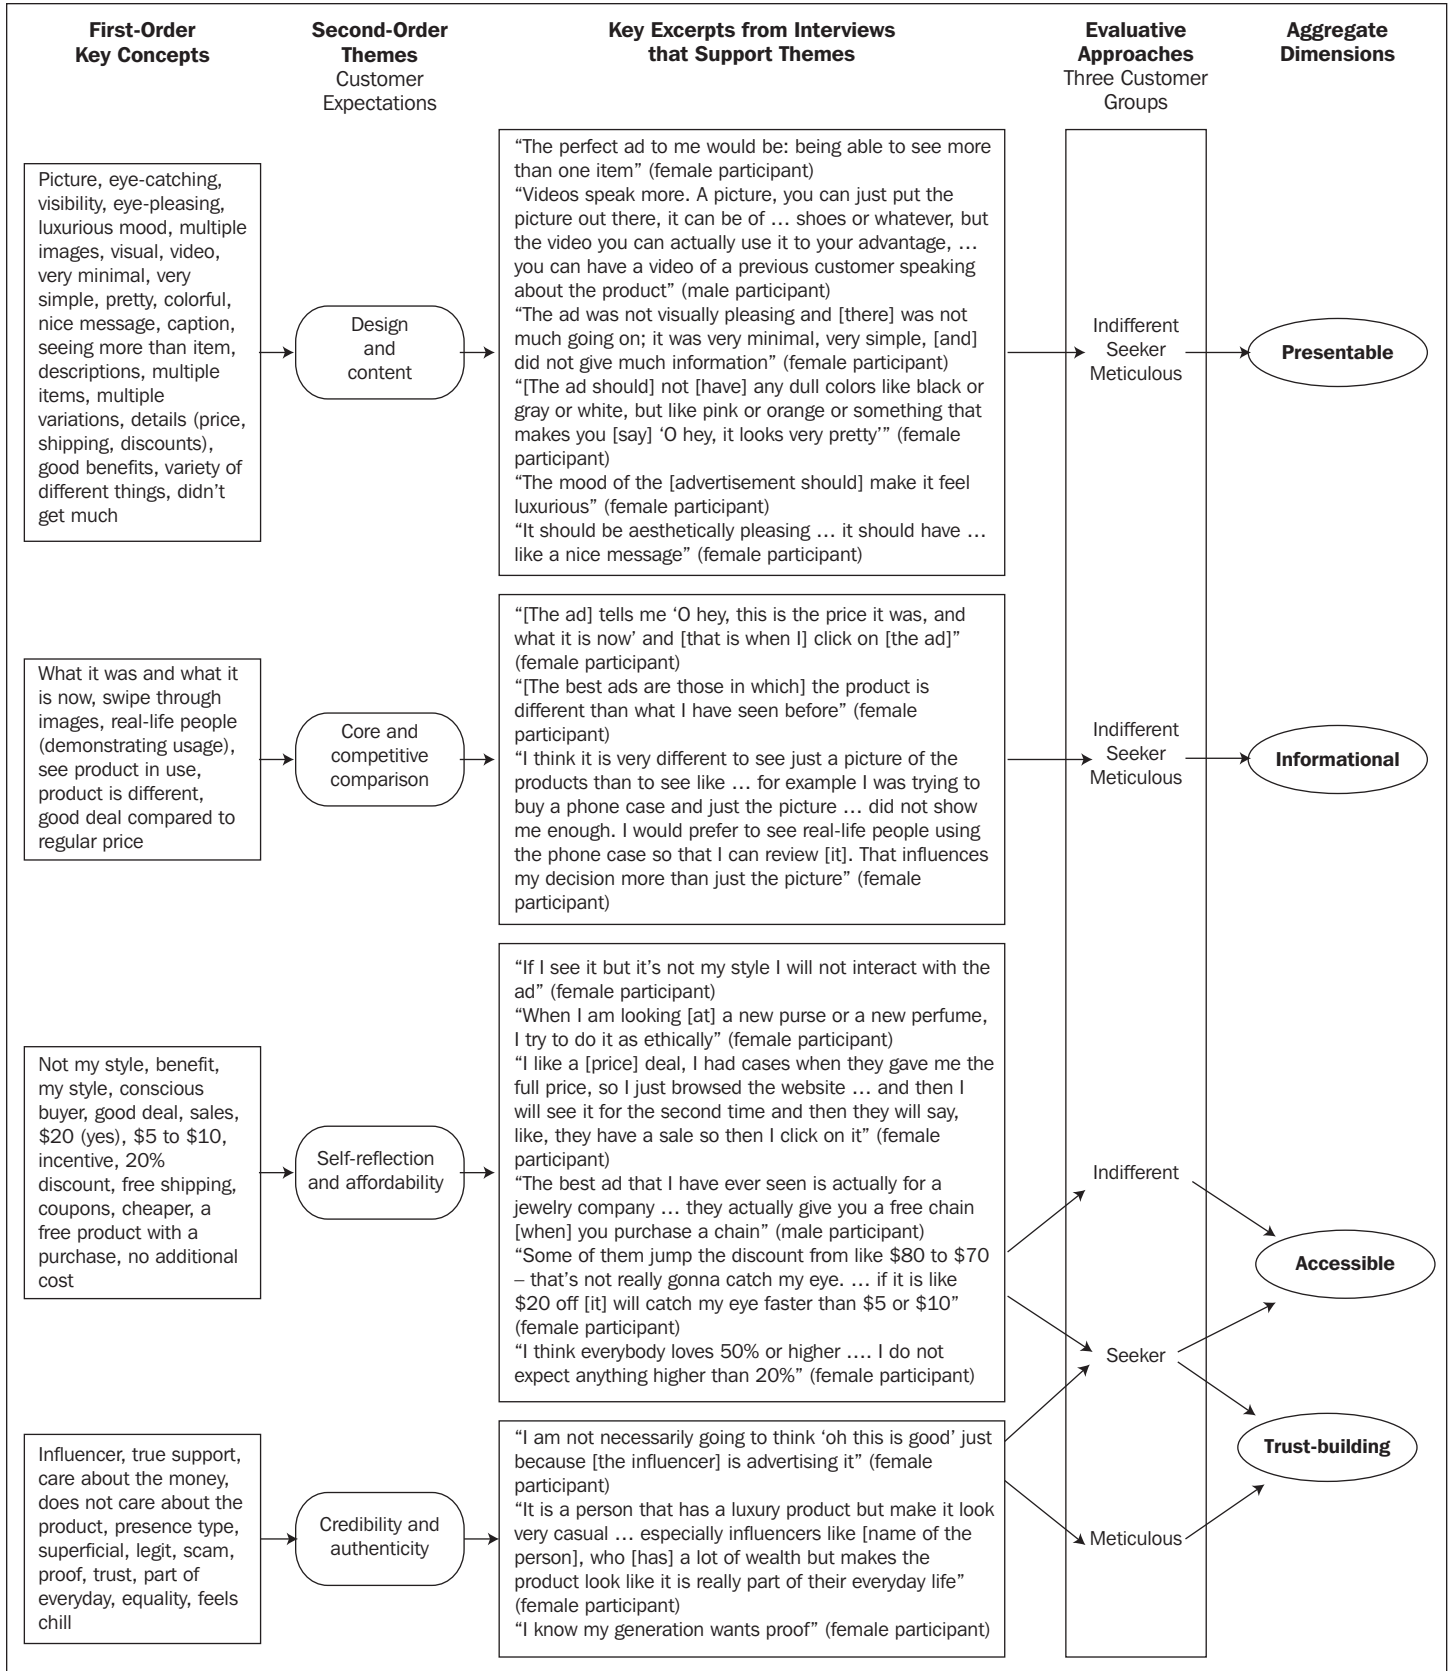 First-Order
Key Concepts
Second-Order
Themes
Customer
Expectations
Key Excerpts from Interviews
that Support Themes
Evaluative
Approaches
Three Customer
Groups
Aggregate
Dimensions
Picture, eye-catching,
visibility, eye-pleasing,
luxurious mood, multiple
images, visual, video,
very minimal, very
simple, pretty, colorful,
nice message, caption,
seeing more than item,
descriptions, multiple
items, multiple
variations, details (price,
shipping, discounts),
good benefits, variety of
different things, didn't
get much
Design
and
content
“The perfect ad to me would be: being able to see more
than one item” (female participant)
“Videos speak more. A picture, you can just put the
picture out there, it can be of … shoes or whatever, but
the video you can actually use it to your advantage, …
you can have a video of a previous customer speaking
about the product” (male participant)
“The ad was not visually pleasing and [there] was not
much going on; it was very minimal, very simple, [and]
did not give much information” (female participant)
“[The ad should] not [have] any dull colors like black or
gray or white, but like pink or orange or something that
makes you [say] ‘O hey, it looks very pretty’” (female
participant)
“The mood of the [advertisement should] make it feel
luxurious” (female participant)
“It should be aesthetically pleasing … it should have …
like a nice message” (female participant)
Indifferent
Seeker
Meticulous
Presentable
What it was and what it
is now, swipe through
images, real-life people
(demonstrating usage),
see product in use,
product is different,
good deal compared to
regular price
Core and
competitive
comparison
“[The ad] tells me ‘O hey, this is the price it was, and
what it is now’ and [that is when I] click on [the ad]”
(female participant)
“[The best ads are those in which] the product is
different than what I have seen before” (female
participant)
“I think it is very different to see just a picture of the
products than to see like … for example I was trying to
buy a phone case and just the picture … did not show
me enough. I would prefer to see real-life people using
the phone case so that I can review [it]. That influences
my decision more than just the picture” (female
participant)
Indifferent
Seeker
Meticulous
Informational
Not my style, benefit,
my style, conscious
buyer, good deal, sales,
$20 (yes), $5 to $10,
incentive, 20%
discount, free shipping,
coupons, cheaper, a
free product with a
purchase, no additional
cost
Self-reflection
and affordability
“If I see it but it’s not my style I will not interact with the
ad” (female participant)
“When I am looking [at] a new purse or a new perfume,
I try to do it as ethically” (female participant)
“I like a [price] deal, I had cases when they gave me the
full price, so I just browsed the website … and then I
will see it for the second time and then they will say,
like, they have a sale so then I click on it” (female
participant)
“The best ad that I have ever seen is actually for a
jewelry company … they actually give you a free chain
[when] you purchase a chain” (male participant)
“Some of them jump the discount from like $80 to $70
– that’s not really gonna catch my eye. … if it is like
$20 off [it] will catch my eye faster than $5 or $10”
(female participant)
“I think everybody loves 50% or higher …. I do not
expect anything higher than 20%” (female participant)
Indifferent
Accessible
Seeker
Influencer, true support,
care about the money,
does not care about the
product, presence type,
superficial, legit, scam,
proof, trust, part of
everyday, equality, feels
chill
Credibility and
authenticity
“I am not necessarily going to think ‘oh this is good’ just
because [the influencer] is advertising it” (female
participant)
“It is a person that has a luxury product but make it look
very casual … especially influencers like [name of the
person], who [has] a lot of wealth but makes the
product look like it is really part of their everyday life”
(female participant)
“I know my generation wants proof” (female participant)
Trust-building
Meticulous